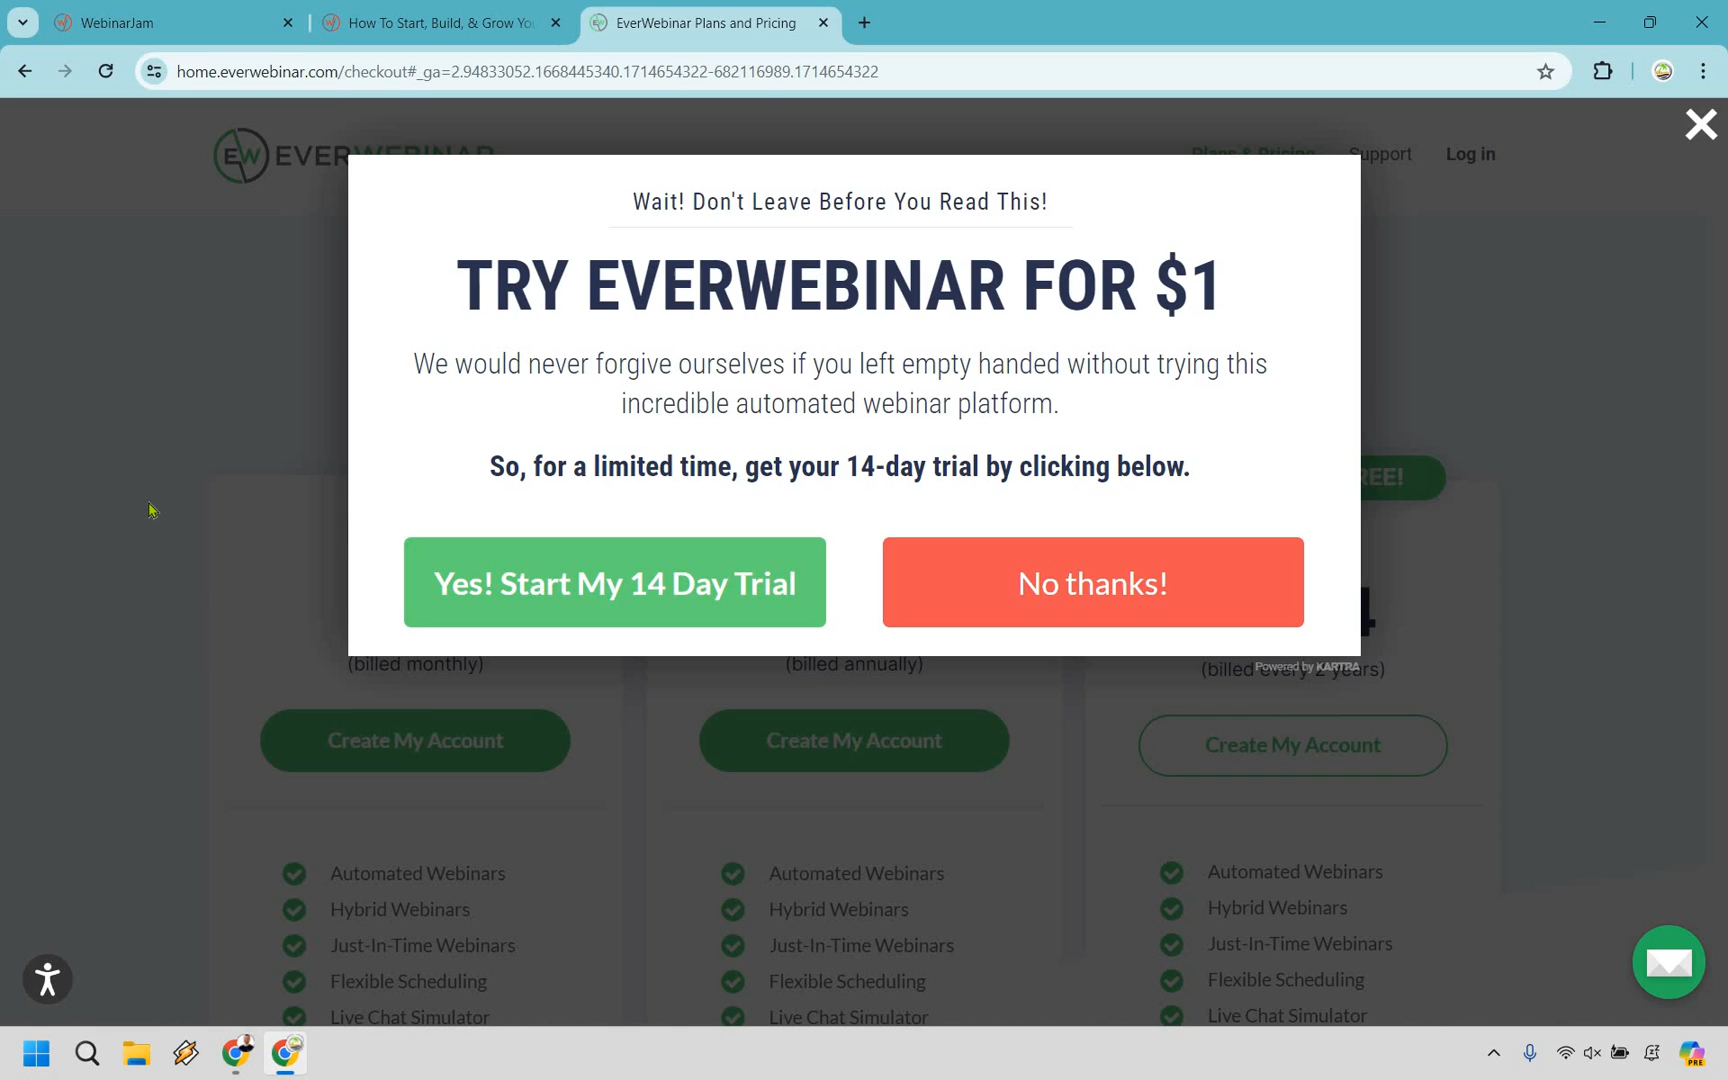 WebinarJam
How To Start, Build, & Grow Yo
EverWebinar Plans and Pricing
home.everwebinar.com/checkout#_ga=2.94833052.1668445340.1714654322-682116989.1714654322
EW EVERWEBINAR
Plans & Pricing
Support
Log in
Wait! Don't Leave Before You Read This!
TRY EVERWEBINAR FOR $1
We would never forgive ourselves if you left empty handed without trying this
incredible automated webinar platform.
So, for a limited time, get your 14-day trial by clicking below.
REE!
Yes! Start My 14 Day Trial
No thanks!
4
Powered by KARTRA
(billed monthly)
(billed annually)
(billed every 2 years)
Create My Account
Create My Account
Create My Account
Automated Webinars
Hybrid Webinars
Just-In-Time Webinars
Flexible Scheduling
Live Chat Simulator
Automated Webinars
Hybrid Webinars
Just-In-Time Webinars
Flexible Scheduling
Live Chat Simulator
Automated Webinars
Hybrid Webinars
Just-In-Time Webinars
Flexible Scheduling
Live Chat Simulator
PRE